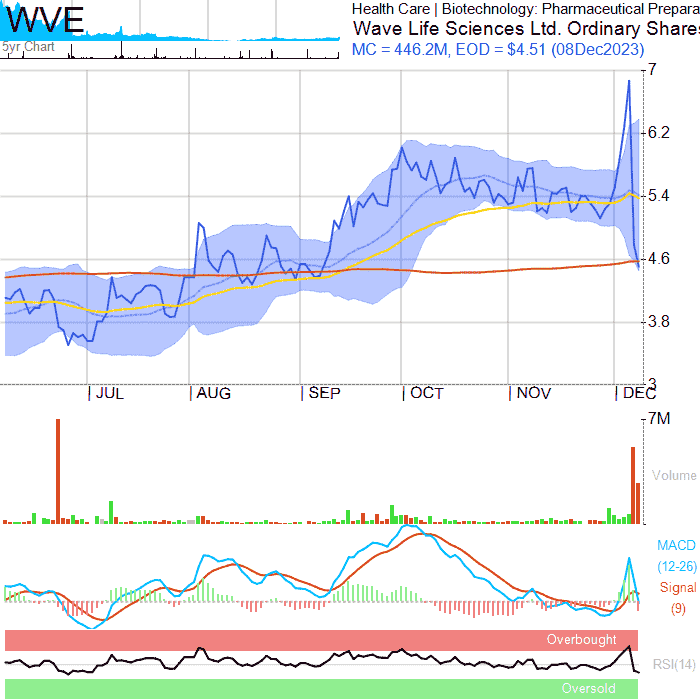 WVE
5yr Chart
Health Care | Biotechnology: Pharmaceutical Prepara
Wave Life Sciences Ltd. Ordinary Shares
MC = 446.2M, EOD = $4.51 (08Dec2023)
7
6.2
5.4
4.6
3.8
3
JUL AUG SEP OCT NOV DEC
7M
Volume
MACD
(12-26)
Signal
(9)
Overbought
RSI(14)
Oversold